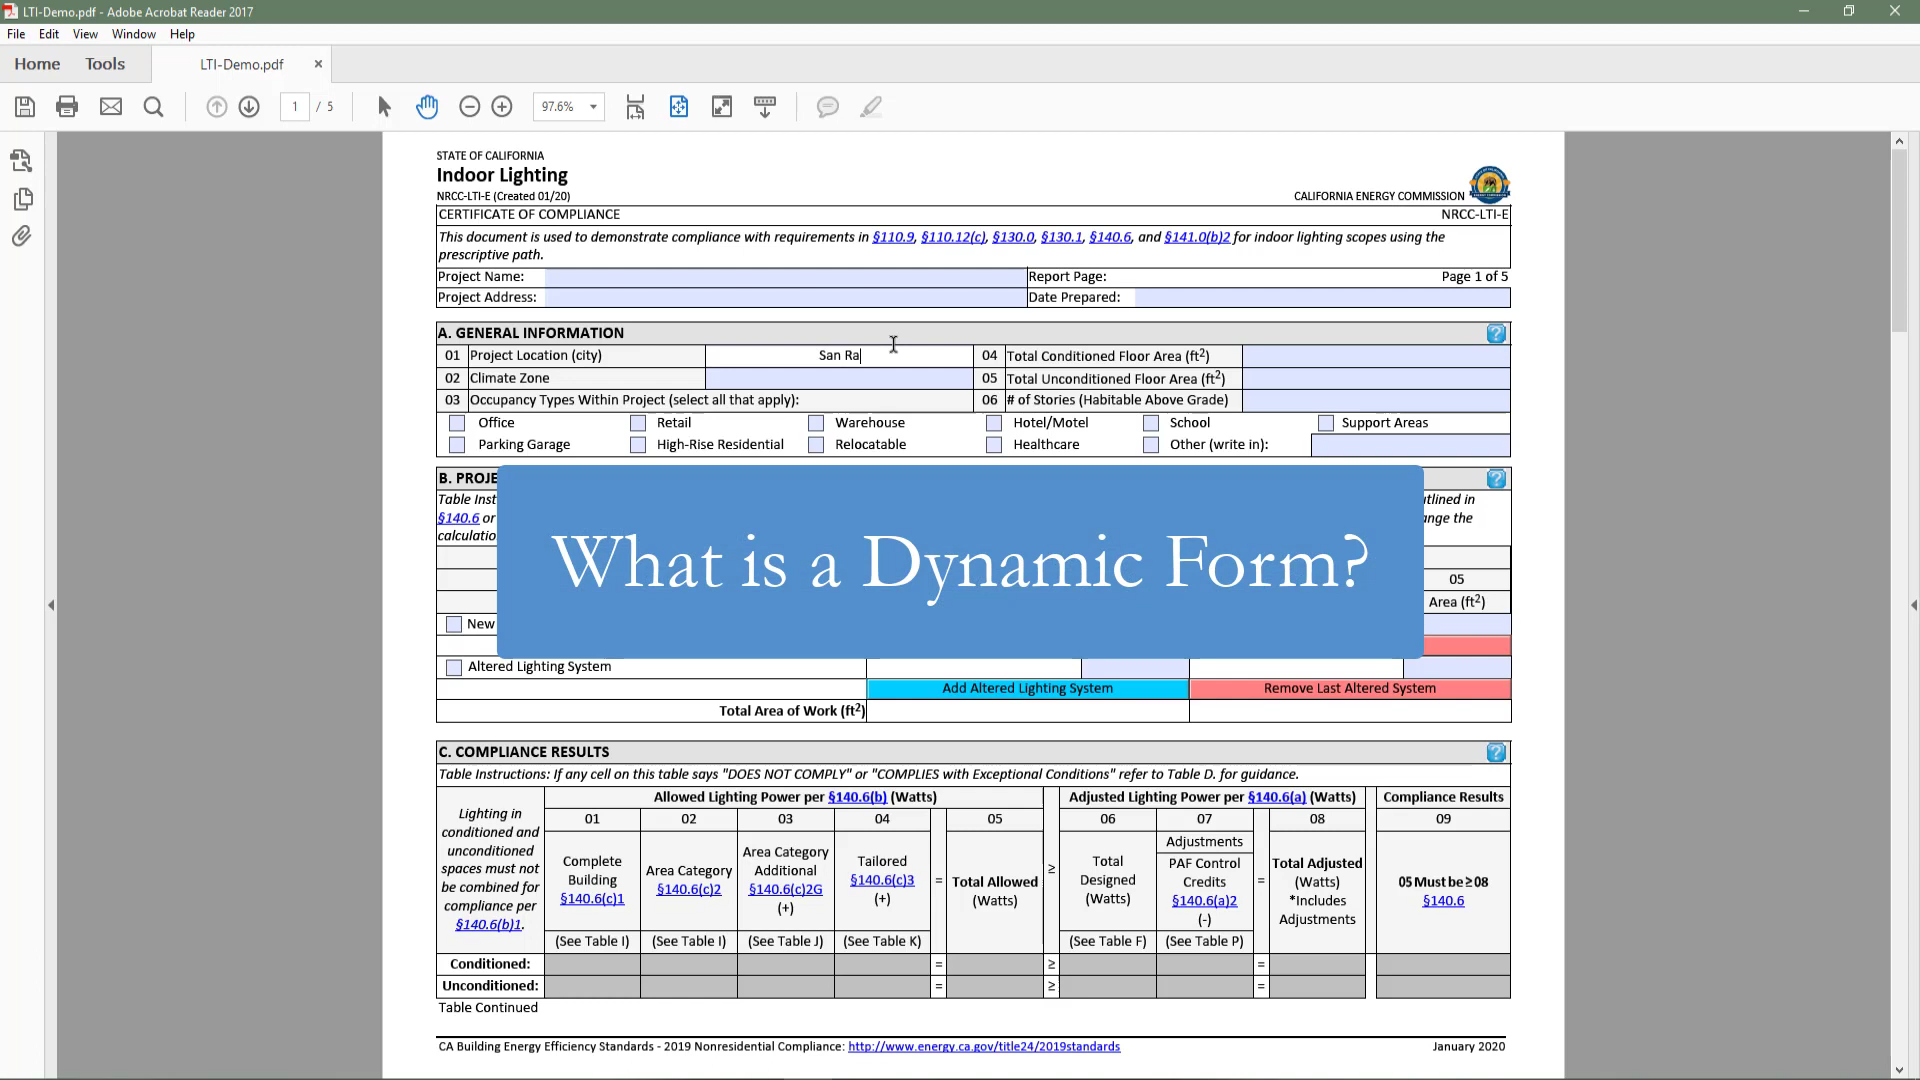 LTI-Demo.pdf - Adobe Acrobat Reader 2017
File Edit View Window Help
Home Tools LTI-Demo.pdf ×
1 / 5 97.6%
STATE OF CALIFORNIA
Indoor Lighting
NRCC-LTI-E (Created 01/20) CALIFORNIA ENERGY COMMISSION
CERTIFICATE OF COMPLIANCE NRCC-LTI-E
This document is used to demonstrate compliance with requirements in §110.9, §110.12(c), §130.0, §130.1, §140.6, and §141.0(b)2 for indoor lighting scopes using the
prescriptive path.
Project Name: Report Page: Page 1 of 5
Project Address: Date Prepared:
A. GENERAL INFORMATION ?
01 Project Location (city) San Ra 04 Total Conditioned Floor Area (ft2)
02 Climate Zone 05 Total Unconditioned Floor Area (ft2)
03 Occupancy Types Within Project (select all that apply): 06 # of Stories (Habitable Above Grade)
Office Retail Warehouse Hotel/Motel School Support Areas
Parking Garage High-Rise Residential Relocatable Healthcare Other (write in):
B. PROJE ?
Table Inst utlined in
§140.6 or ange the
calculatio
What is a Dynamic Form?
05
Area (ft2)
New
Altered Lighting System
Add Altered Lighting System Remove Last Altered System
Total Area of Work (ft2)
C. COMPLIANCE RESULTS ?
Table Instructions: If any cell on this table says "DOES NOT COMPLY" or "COMPLIES with Exceptional Conditions" refer to Table D. for guidance.
Lighting in
conditioned and
unconditioned
spaces must not
be combined for
compliance per
§140.6(b)1.
Allowed Lighting Power per §140.6(b) (Watts) Adjusted Lighting Power per §140.6(a) (Watts) Compliance Results
01 02 03 04 05 06 07 08 09
Complete
Building
§140.6(c)1
Area Category
§140.6(c)2
Area Category
Additional
§140.6(c)2G
(+)
Tailored
§140.6(c)3
(+)
=
Total Allowed
(Watts)
≥
Total
Designed
(Watts)
Adjustments
PAF Control
Credits
§140.6(a)2
(-)
=
Total Adjusted
(Watts)
*Includes
Adjustments
05 Must be ≥ 08
§140.6
(See Table I) (See Table I) (See Table J) (See Table K) (See Table F) (See Table P)
Conditioned: = ≥ =
Unconditioned: = ≥ =
Table Continued
CA Building Energy Efficiency Standards - 2019 Nonresidential Compliance: http://www.energy.ca.gov/title24/2019standards January 2020